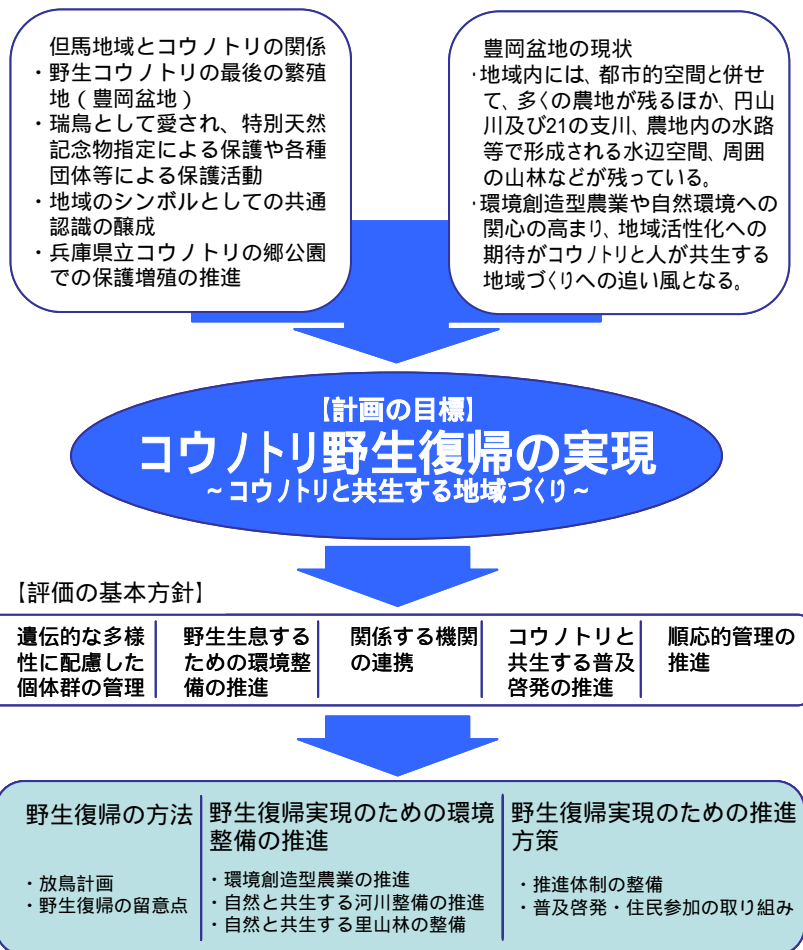 但馬地域とコウノトリの関係
・野生コウノトリの最後の繁殖
地(豊岡盆地)
・瑞鳥として愛され、特別天然
記念物指定による保護や各種
団体等による保護活動
・地域のシンボルとしての共通
認識の醸成
・兵庫県立コウノトリの郷公園
での保護増殖の推進
豊岡盆地の現状
・地域内には、都市的空間と併せ
て、多くの農地が残るほか、円山
川及び21の支川、農地内の水路
等で形成される水辺空間、周囲
の山林などが残っている。
・環境創造型農業や自然環境への
関心の高まり、地域活性化への
期待がコウノトリと人が共生する
地域づくりへの追い風となる。
【計画の目標】
コウノトリ野生復帰の実現
~コウノトリと共生する地域づくり~
【評価の基本方針】
遺伝的な多様
性に配慮した
個体群の管理
野生生息する
ための環境整
備の推進
関係する機関
の連携
コウノトリと
共生する普及
啓発の推進
順応的管理の
推進
野生復帰の方法
・放鳥計画
・野生復帰の留意点
野生復帰実現のための環境
整備の推進
・環境創造型農業の推進
・自然と共生する河川整備の推進
・自然と共生する里山林の整備
野生復帰実現のための推進
方策
・推進体制の整備
・普及啓発・住民参加の取り組み